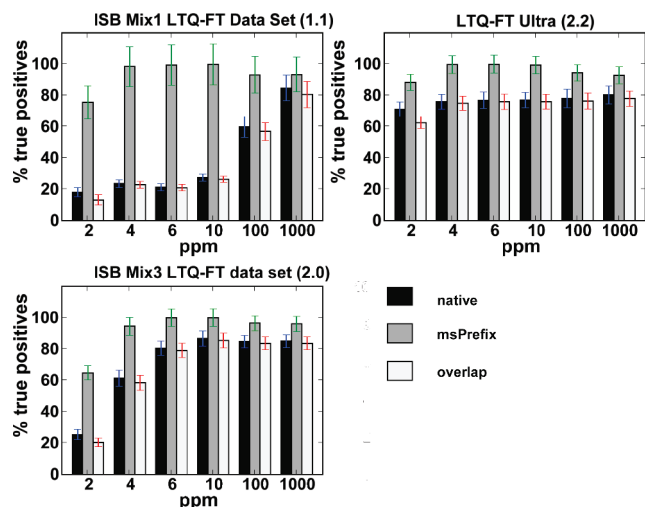 ISB Mix1 LTQ-FT Data Set (1.1)
% true positives
100
80
60
40
20
0
2 4 6 10 100 1000
ppm
LTQ-FT Ultra (2.2)
% true positives
100
80
60
40
20
0
2 4 6 10 100 1000
ppm
ISB Mix3 LTQ-FT data set (2.0)
% true positives
100
80
60
40
20
0
2 4 6 10 100 1000
ppm
native
msPrefix
overlap